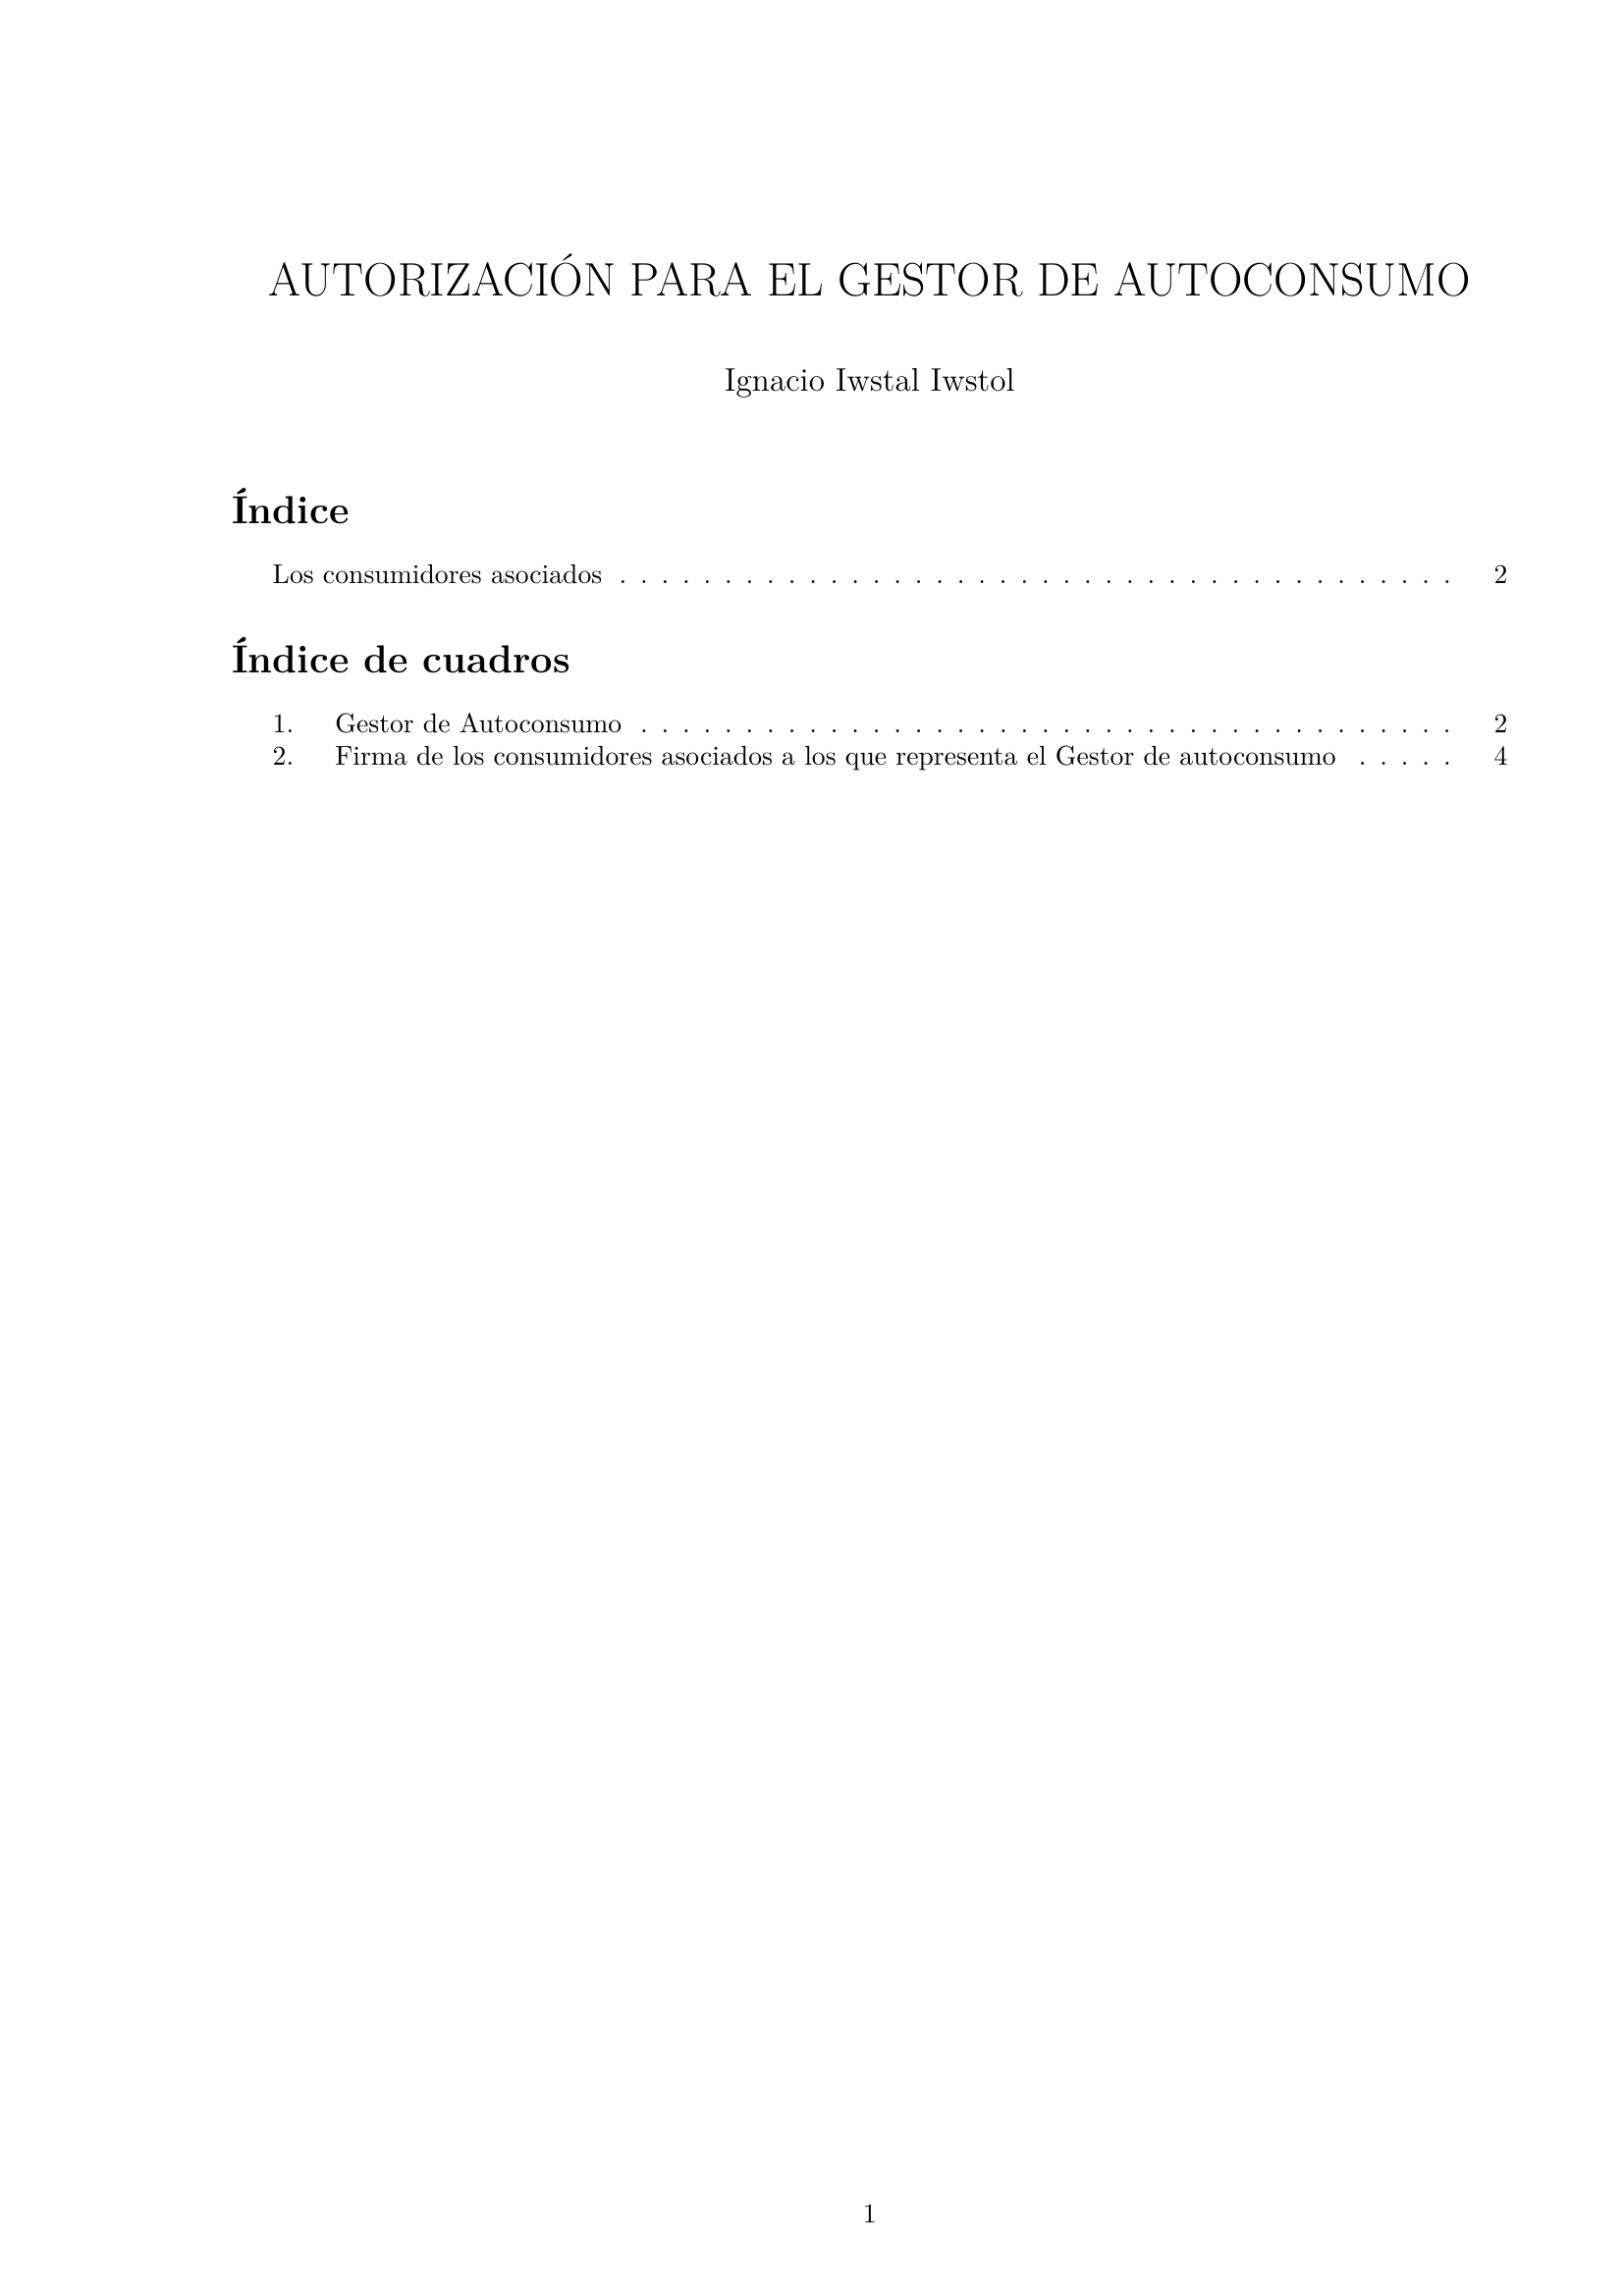 AUTORIZACIÓN PARA EL GESTOR DE AUTOCONSUMO
Ignacio Iwstal Iwstol
Índice
Los consumidores asociados . . . . . . . . . . . . . . . . . . . . . . . . . . . . . . . . . . . . . . . . 2
Índice de cuadros
1. Gestor de Autoconsumo . . . . . . . . . . . . . . . . . . . . . . . . . . . . . . . . . . . . . . . 2
2. Firma de los consumidores asociados a los que representa el Gestor de autoconsumo . . . . . 4
1